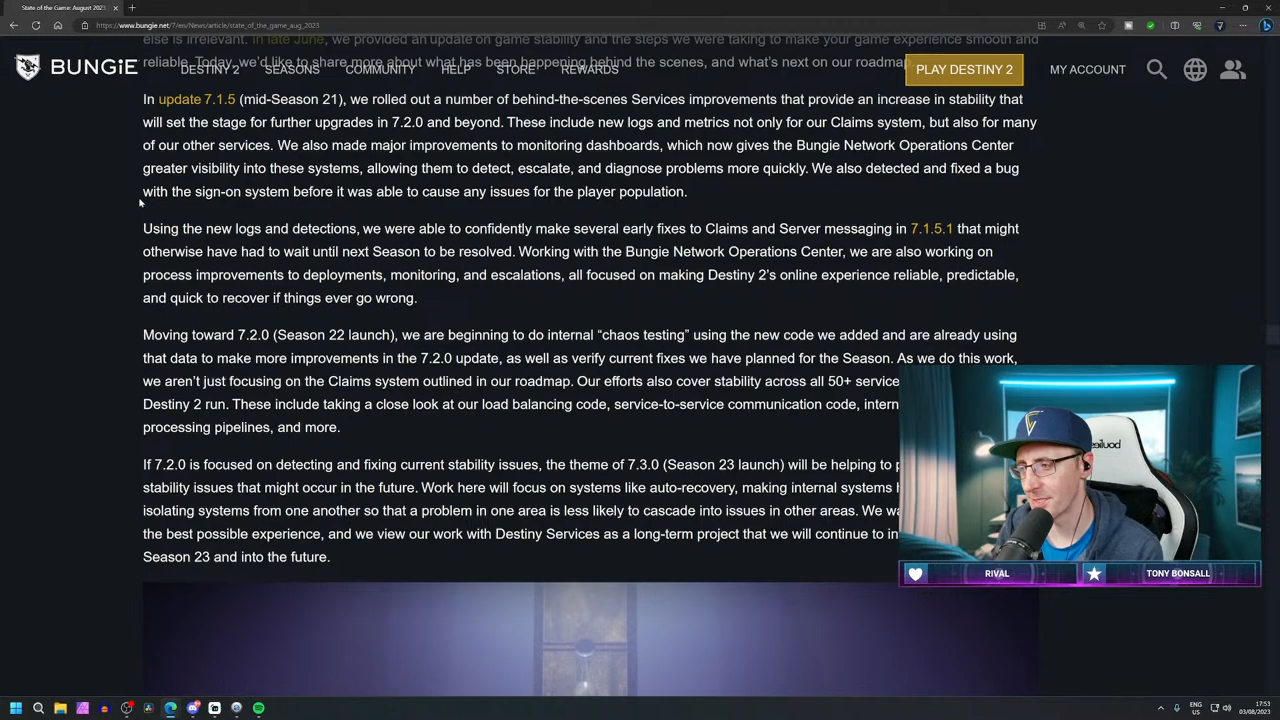 State of the Game: August 2023
https://www.bungie.net/7/en/News/article/state_of_the_game_aug_2023
else is irrelevant. In late June, we provided an update on game stability and the steps we were taking to make your game experience smooth and
reliable. Today, we'd like to share more about what has been happening behind the scenes, and what's next on our roadmap
BUNGiE
DESTINY 2
SEASONS
COMMUNITY
HELP
STORE
REWARDS
PLAY DESTINY 2
MY ACCOUNT
In update 7.1.5 (mid-Season 21), we rolled out a number of behind-the-scenes Services improvements that provide an increase in stability that
will set the stage for further upgrades in 7.2.0 and beyond. These include new logs and metrics not only for our Claims system, but also for many
of our other services. We also made major improvements to monitoring dashboards, which now gives the Bungie Network Operations Center
greater visibility into these systems, allowing them to detect, escalate, and diagnose problems more quickly. We also detected and fixed a bug
with the sign-on system before it was able to cause any issues for the player population.
Using the new logs and detections, we were able to confidently make several early fixes to Claims and Server messaging in 7.1.5.1 that might
otherwise have had to wait until next Season to be resolved. Working with the Bungie Network Operations Center, we are also working on
process improvements to deployments, monitoring, and escalations, all focused on making Destiny 2's online experience reliable, predictable,
and quick to recover if things ever go wrong.
Moving toward 7.2.0 (Season 22 launch), we are beginning to do internal “chaos testing” using the new code we added and are already using
that data to make more improvements in the 7.2.0 update, as well as verify current fixes we have planned for the Season. As we do this work,
we aren't just focusing on the Claims system outlined in our roadmap. Our efforts also cover stability across all 50+ service
Destiny 2 run. These include taking a close look at our load balancing code, service-to-service communication code, intern
processing pipelines, and more.
If 7.2.0 is focused on detecting and fixing current stability issues, the theme of 7.3.0 (Season 23 launch) will be helping to p
stability issues that might occur in the future. Work here will focus on systems like auto-recovery, making internal systems h
isolating systems from one another so that a problem in one area is less likely to cascade into issues in other areas. We wa
the best possible experience, and we view our work with Destiny Services as a long-term project that we will continue to in
Season 23 and into the future.
RIVAL
TONY BONSALL
ENG
US
17:53
03/08/2023